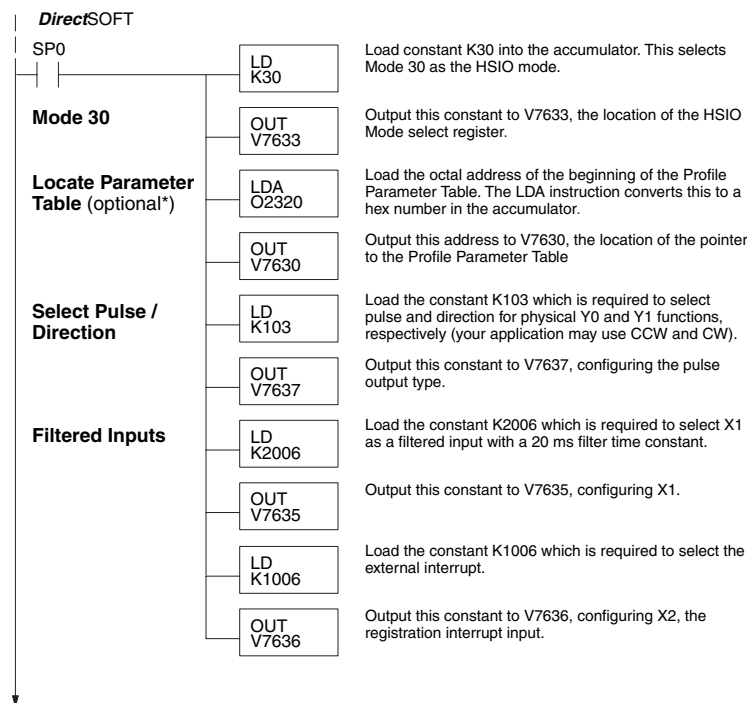 DirectSOFT
SP0
LD
K30
Load constant K30 into the accumulator. This selects
Mode 30 as the HSIO mode.
Mode 30
OUT
V7633
Output this constant to V7633, the location of the HSIO
Mode select register.
Locate Parameter
Table (optional*)
LDA
O2320
Load the octal address of the beginning of the Profile
Parameter Table. The LDA instruction converts this to a
hex number in the accumulator.
OUT
V7630
Output this address to V7630, the location of the pointer
to the Profile Parameter Table
Select Pulse /
Direction
LD
K103
Load the constant K103 which is required to select
pulse and direction for physical Y0 and Y1 functions,
respectively (your application may use CCW and CW).
OUT
V7637
Output this constant to V7637, configuring the pulse
output type.
Filtered Inputs
LD
K2006
Load the constant K2006 which is required to select X1
as a filtered input with a 20 ms filter time constant.
OUT
V7635
Output this constant to V7635, configuring X1.
LD
K1006
Load the constant K1006 which is required to select the
external interrupt.
OUT
V7636
Output this constant to V7636, configuring X2, the
registration interrupt input.